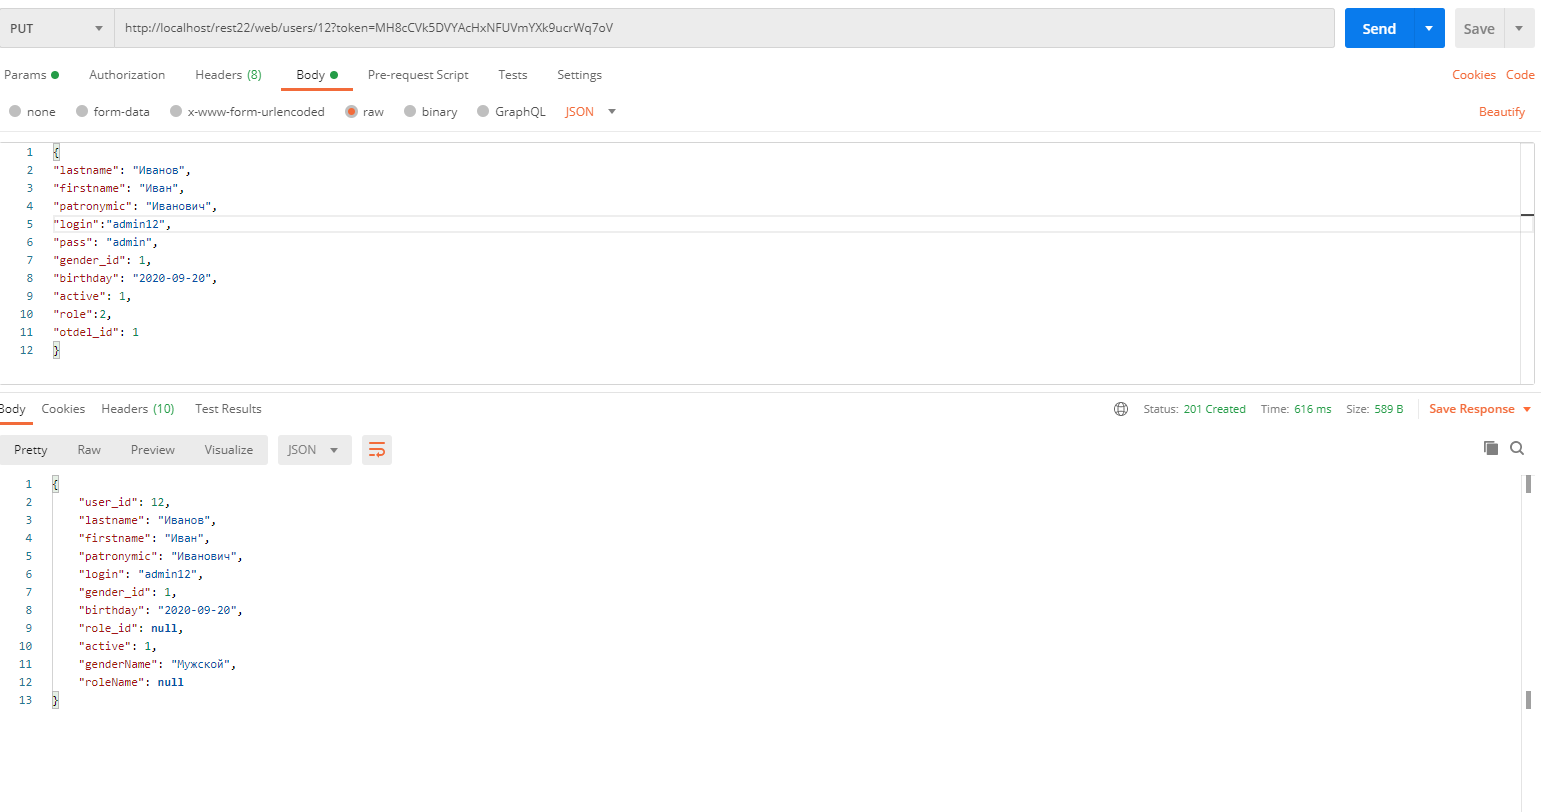 PUT http://localhost/rest22/web/users/12?token=MH8cCVk5DVYAcHxNFUVmYXk9ucrWq7oV Send Save
Params Authorization Headers (8) Body Pre-request Script Tests Settings Cookies Code
none form-data x-www-form-urlencoded raw binary GraphQL JSON Beautify
1 {
2 "lastname": "Иванов",
3 "firstname": "Иван",
4 "patronymic": "Иванович",
5 "login":"admin12",
6 "pass": "admin",
7 "gender_id": 1,
8 "birthday": "2020-09-20",
9 "active": 1,
10 "role":2,
11 "otdel_id": 1
12 }
Body Cookies Headers (10) Test Results Status: 201 Created Time: 616 ms Size: 589 B Save Response
Pretty Raw Preview Visualize JSON
1 {
2 "user_id": 12,
3 "lastname": "Иванов",
4 "firstname": "Иван",
5 "patronymic": "Иванович",
6 "login": "admin12",
7 "gender_id": 1,
8 "birthday": "2020-09-20",
9 "role_id": null,
10 "active": 1,
11 "genderName": "Мужской",
12 "roleName": null
13 }